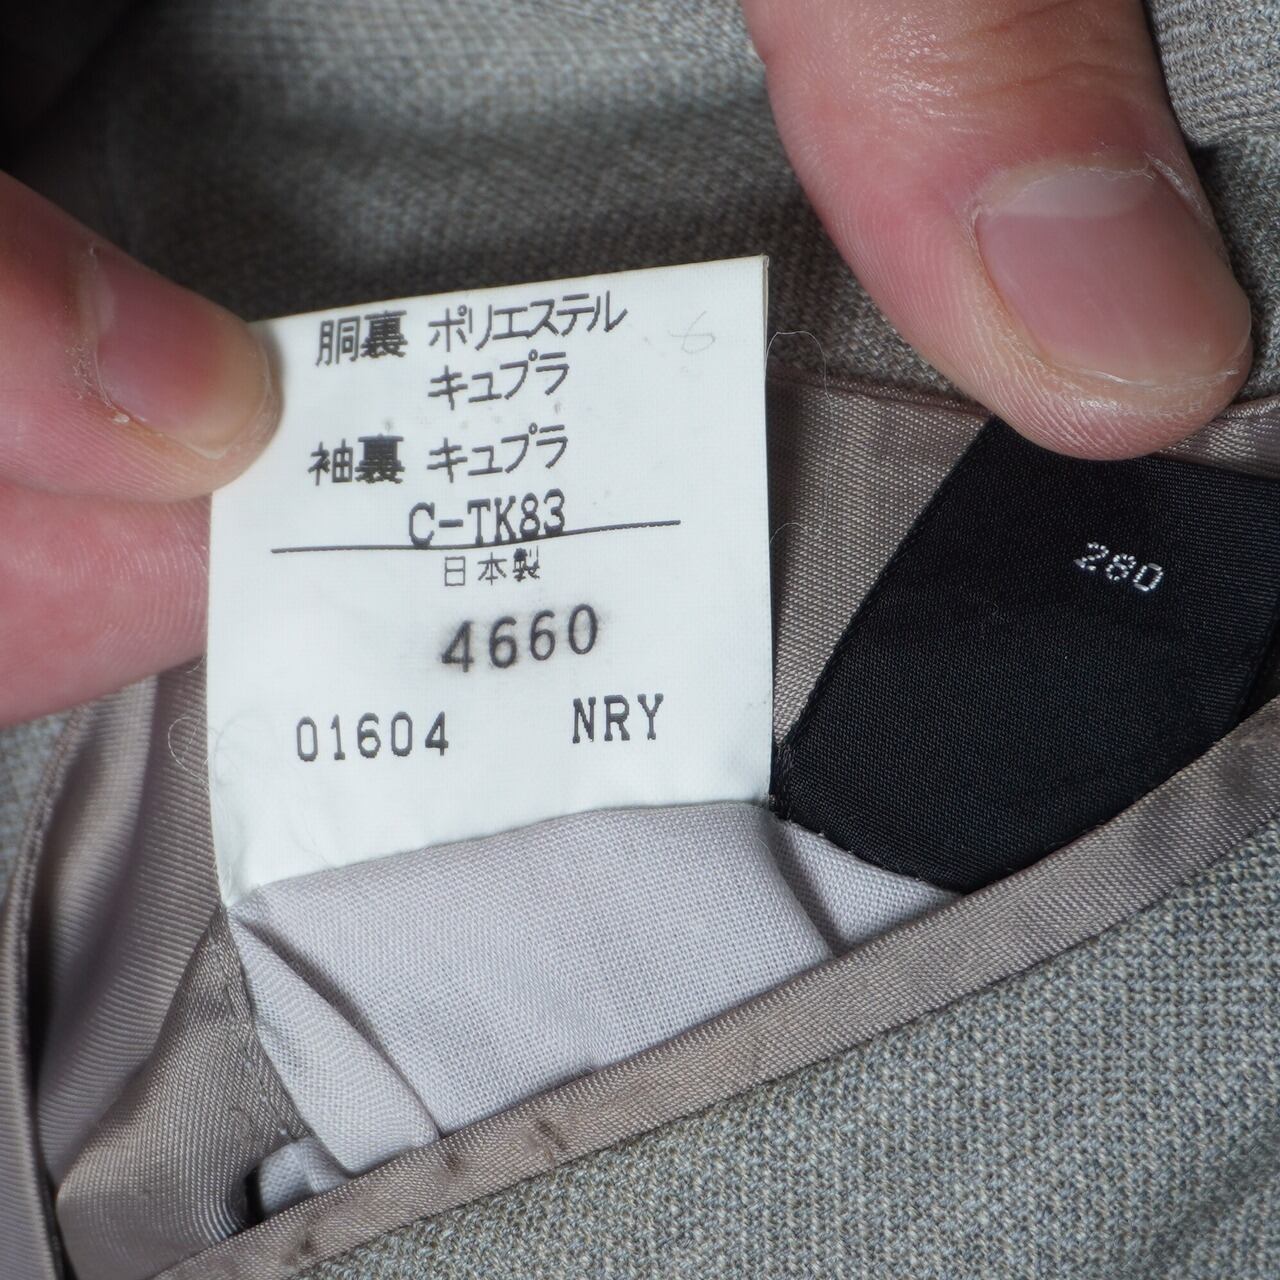 胴裏 ポリエステル
キュプラ
袖裏 キュプラ
C-TK83
日本製
4660
01604 NRY
280